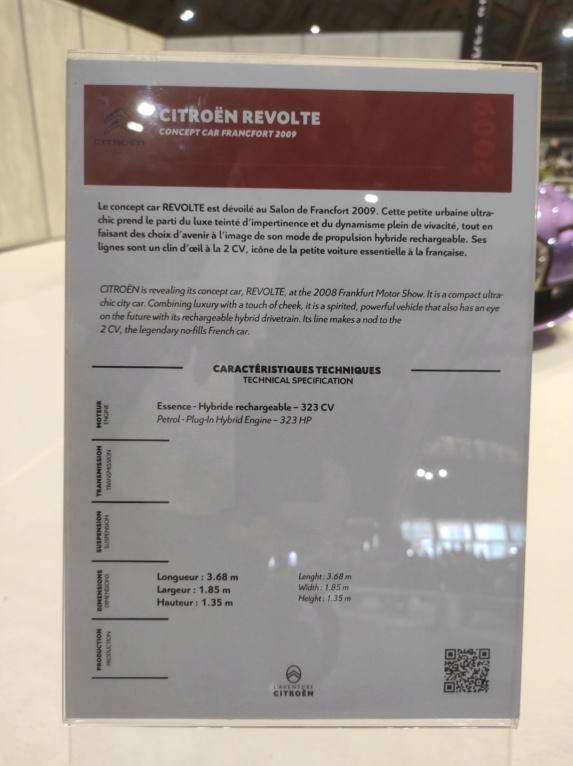 CITROËN
CITROËN REVOLTE
CONCEPT CAR FRANCFORT 2009
2009
Le concept car REVOLTE est dévoilé au Salon de Francfort 2009. Cette petite urbaine ultra-
chic prend le parti du luxe teinté d'impertinence et du dynamisme plein de vivacité, tout en
faisant des choix d'avenir à l'image de son mode de propulsion hybride rechargeable. Ses
lignes sont un clin d'œil à la 2 CV, icône de la petite voiture essentielle à la française.
CITROËN is revealing its concept car, REVOLTE, at the 2008 Frankfurt Motor Show. It is a compact ultra-
chic city car. Combining luxury with a touch of cheek, it is a spirited, powerful vehicle that also has an eye
on the future with its rechargeable hybrid drivetrain. Its line makes a nod to the
2 CV, the legendary no-fills French car.
CARACTÉRISTIQUES TECHNIQUES
TECHNICAL SPECIFICATION
MOTEUR
ENGINE
Essence - Hybride rechargeable – 323 CV
Petrol - Plug-In Hybrid Engine – 323 HP
TRANSMISSION
TRANSMISSION
SUSPENSION
SUSPENSION
DIMENSIONS
DIMENSIONS
Longueur : 3.68 m
Largeur : 1.85 m
Hauteur : 1.35 m
Lenght : 3.68 m
Width : 1.85 m
Height : 1.35 m
PRODUCTION
PRODUCTION
L'AVENTURE
CITROËN